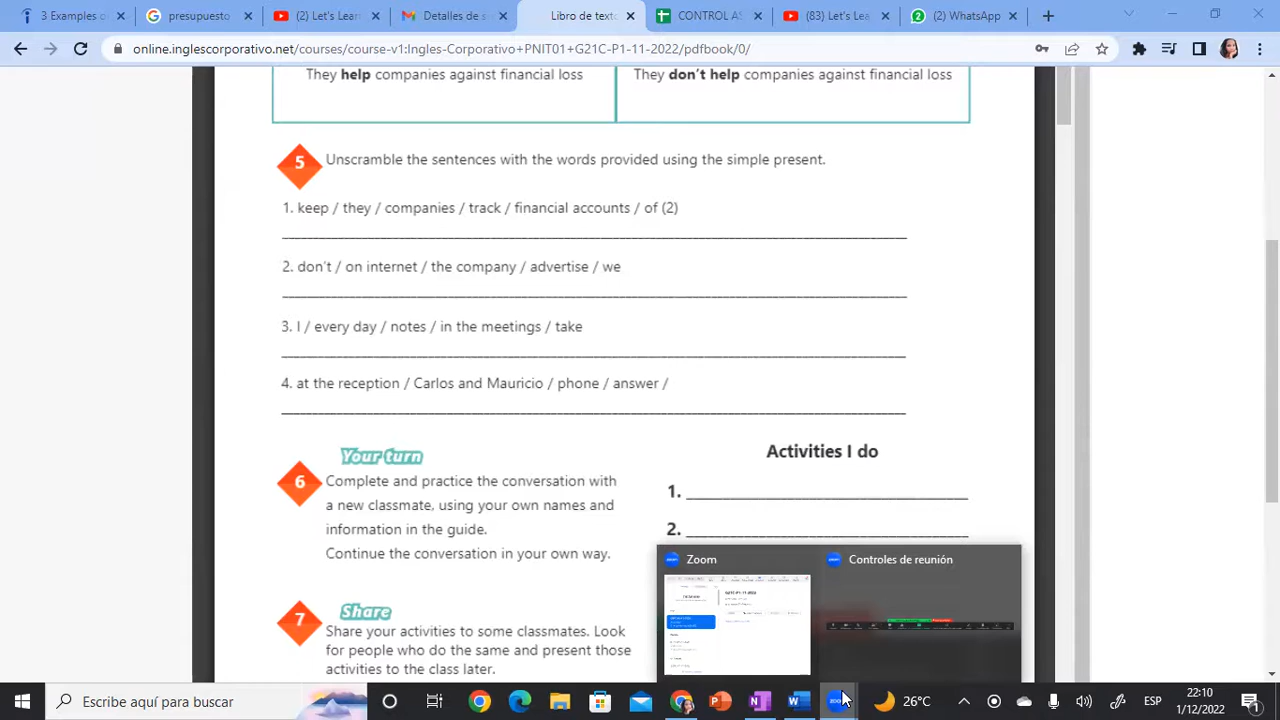 3 Examples d
presupuesto
(2) Let's Lear
Detalles de s
Libro de texto
CONTROL AS
(83) Let's Lea
(2) WhatsApp
online.inglescorporativo.net/courses/course-v1:Ingles-Corporativo+PNIT01+G21C-P1-11-2022/pdfbook/0/
They help companies against financial loss
They don't help companies against financial loss
5 Unscramble the sentences with the words provided using the simple present.
1. keep / they / companies / track / financial accounts / of (2)
2. don't / on internet / the company / advertise / we
3. I / every day / notes / in the meetings / take
4. at the reception / Carlos and Mauricio / phone / answer /
Your turn
6 Complete and practice the conversation with
a new classmate, using your own names and
information in the guide.
Continue the conversation in your own way.
Activities I do
1.
2.
Zoom
Controles de reunión
7 Share
Share your activities to some classmates. Look
for people who do the same and present those
activities to the class later.
Escribe aquí para buscar
26°C
ESP
22:10
1/12/2022